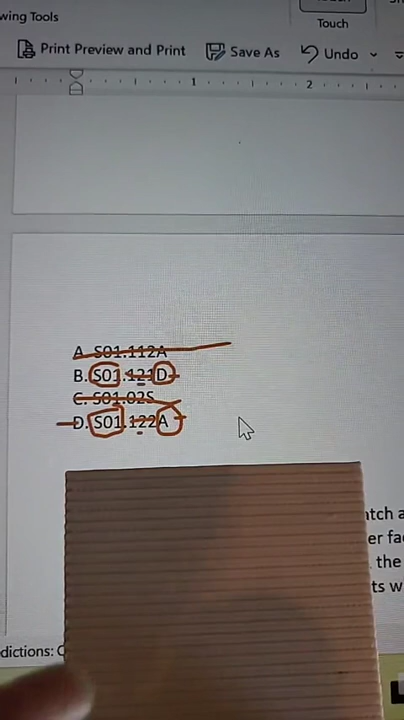 wing Tools
Touch
Print Preview and Print Save As Undo
1 2
A. S01.112A
B. S01.121D
C. S01.02S
D. S01.122A
atch a
er fa
the
ts w
dictions: